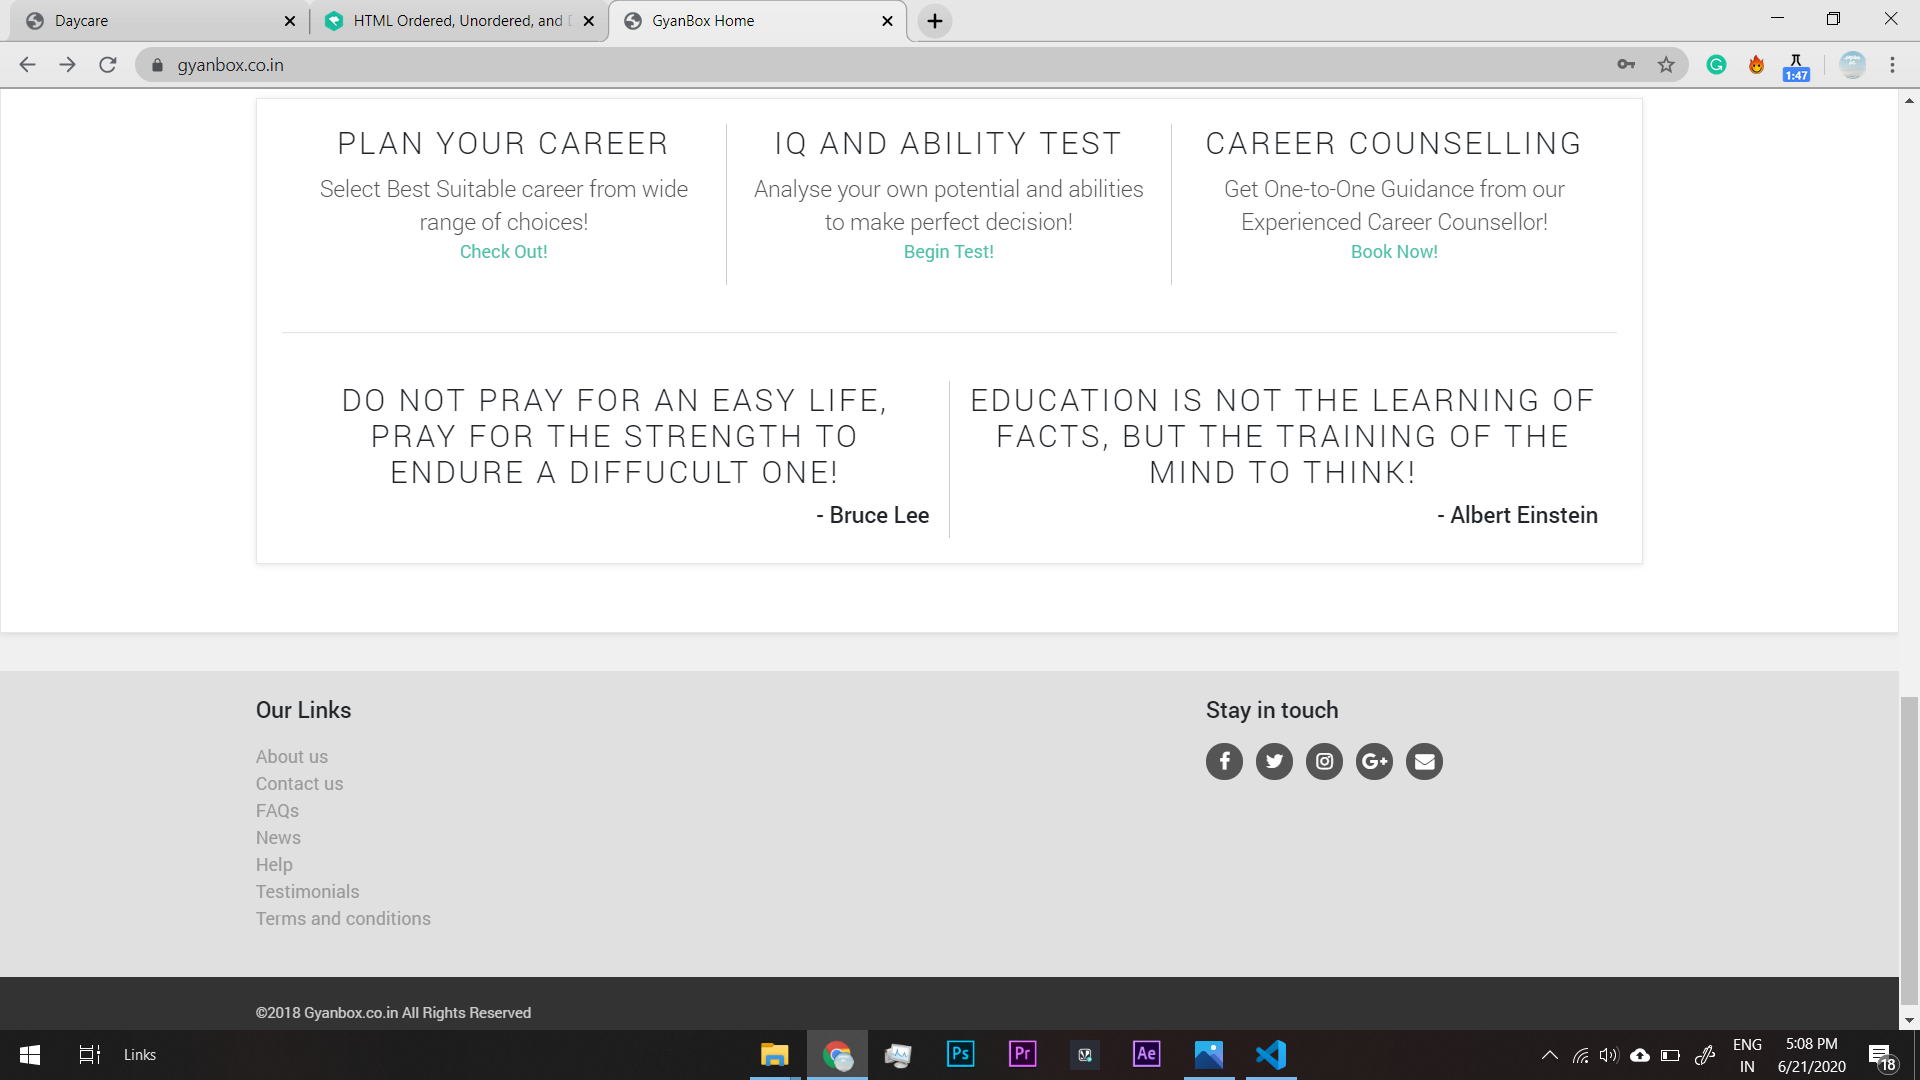 Daycare
HTML Ordered, Unordered, and
GyanBox Home
gyanbox.co.in
1:47
PLAN YOUR CAREER
Select Best Suitable career from wide
range of choices!
Check Out!
IQ AND ABILITY TEST
Analyse your own potential and abilities
to make perfect decision!
Begin Test!
CAREER COUNSELLING
Get One-to-One Guidance from our
Experienced Career Counsellor!
Book Now!
DO NOT PRAY FOR AN EASY LIFE,
PRAY FOR THE STRENGTH TO
ENDURE A DIFFUCULT ONE!
- Bruce Lee
EDUCATION IS NOT THE LEARNING OF
FACTS, BUT THE TRAINING OF THE
MIND TO THINK!
- Albert Einstein
Our Links
About us
Contact us
FAQs
News
Help
Testimonials
Terms and conditions
Stay in touch
G+
©2018 Gyanbox.co.in All Rights Reserved
Links
Ps
Pr
Ae
ENG
IN
5:08 PM
6/21/2020
18